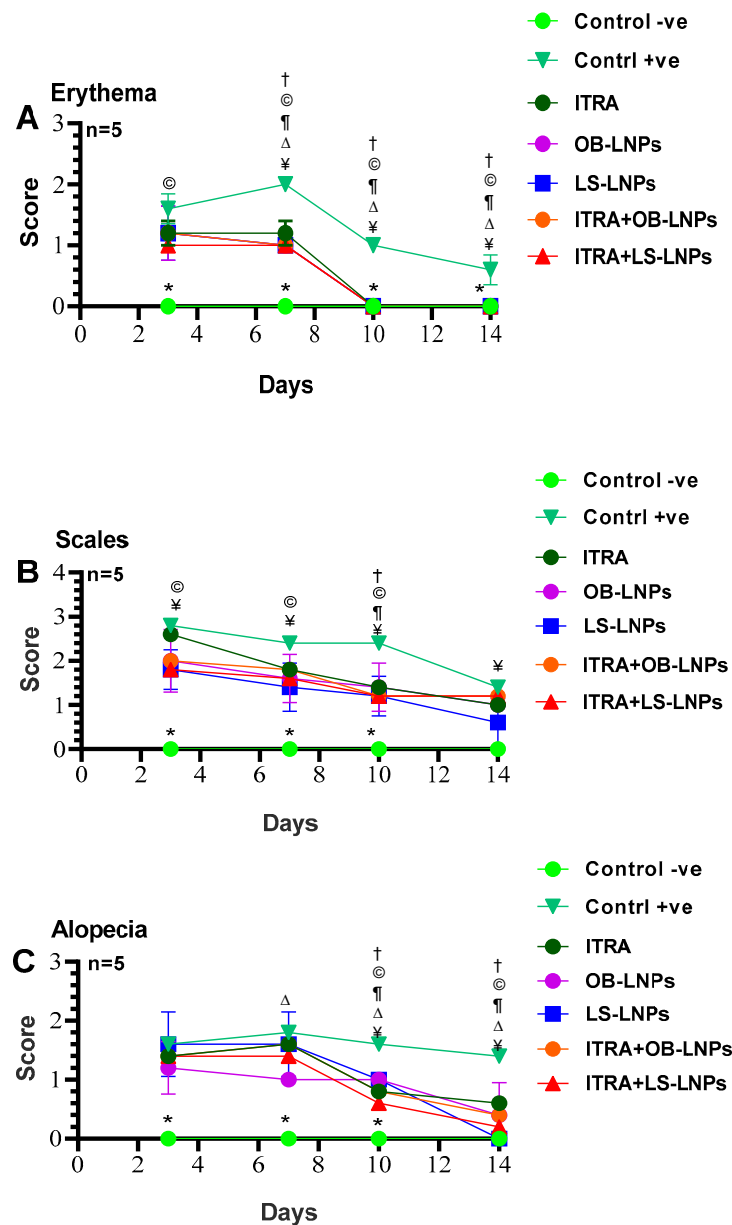 Control -ve
Contrl +ve
ITRA
OB-LNPs
LS-LNPs
ITRA+OB-LNPs
ITRA+LS-LNPs
A
Erythema
n=5
Score
3
2
1
0
©
†
©
¶
Δ
¥
†
©
¶
Δ
¥
†
©
¶
Δ
¥
* * * *
0 2 4 6 8 10 12 14
Days
Control -ve
Contrl +ve
ITRA
OB-LNPs
LS-LNPs
ITRA+OB-LNPs
ITRA+LS-LNPs
B
Scales
n=5
Score
4
3
2
1
0
©
¥
©
¥
†
©
¶
¥
¥
* * *
0 2 4 6 8 10 12 14
Days
Control -ve
Contrl +ve
ITRA
OB-LNPs
LS-LNPs
ITRA+OB-LNPs
ITRA+LS-LNPs
C
Alopecia
n=5
Score
3
2
1
0
Δ
†
©
¶
Δ
¥
†
©
¶
Δ
¥
* * *
0 2 4 6 8 10 12 14
Days